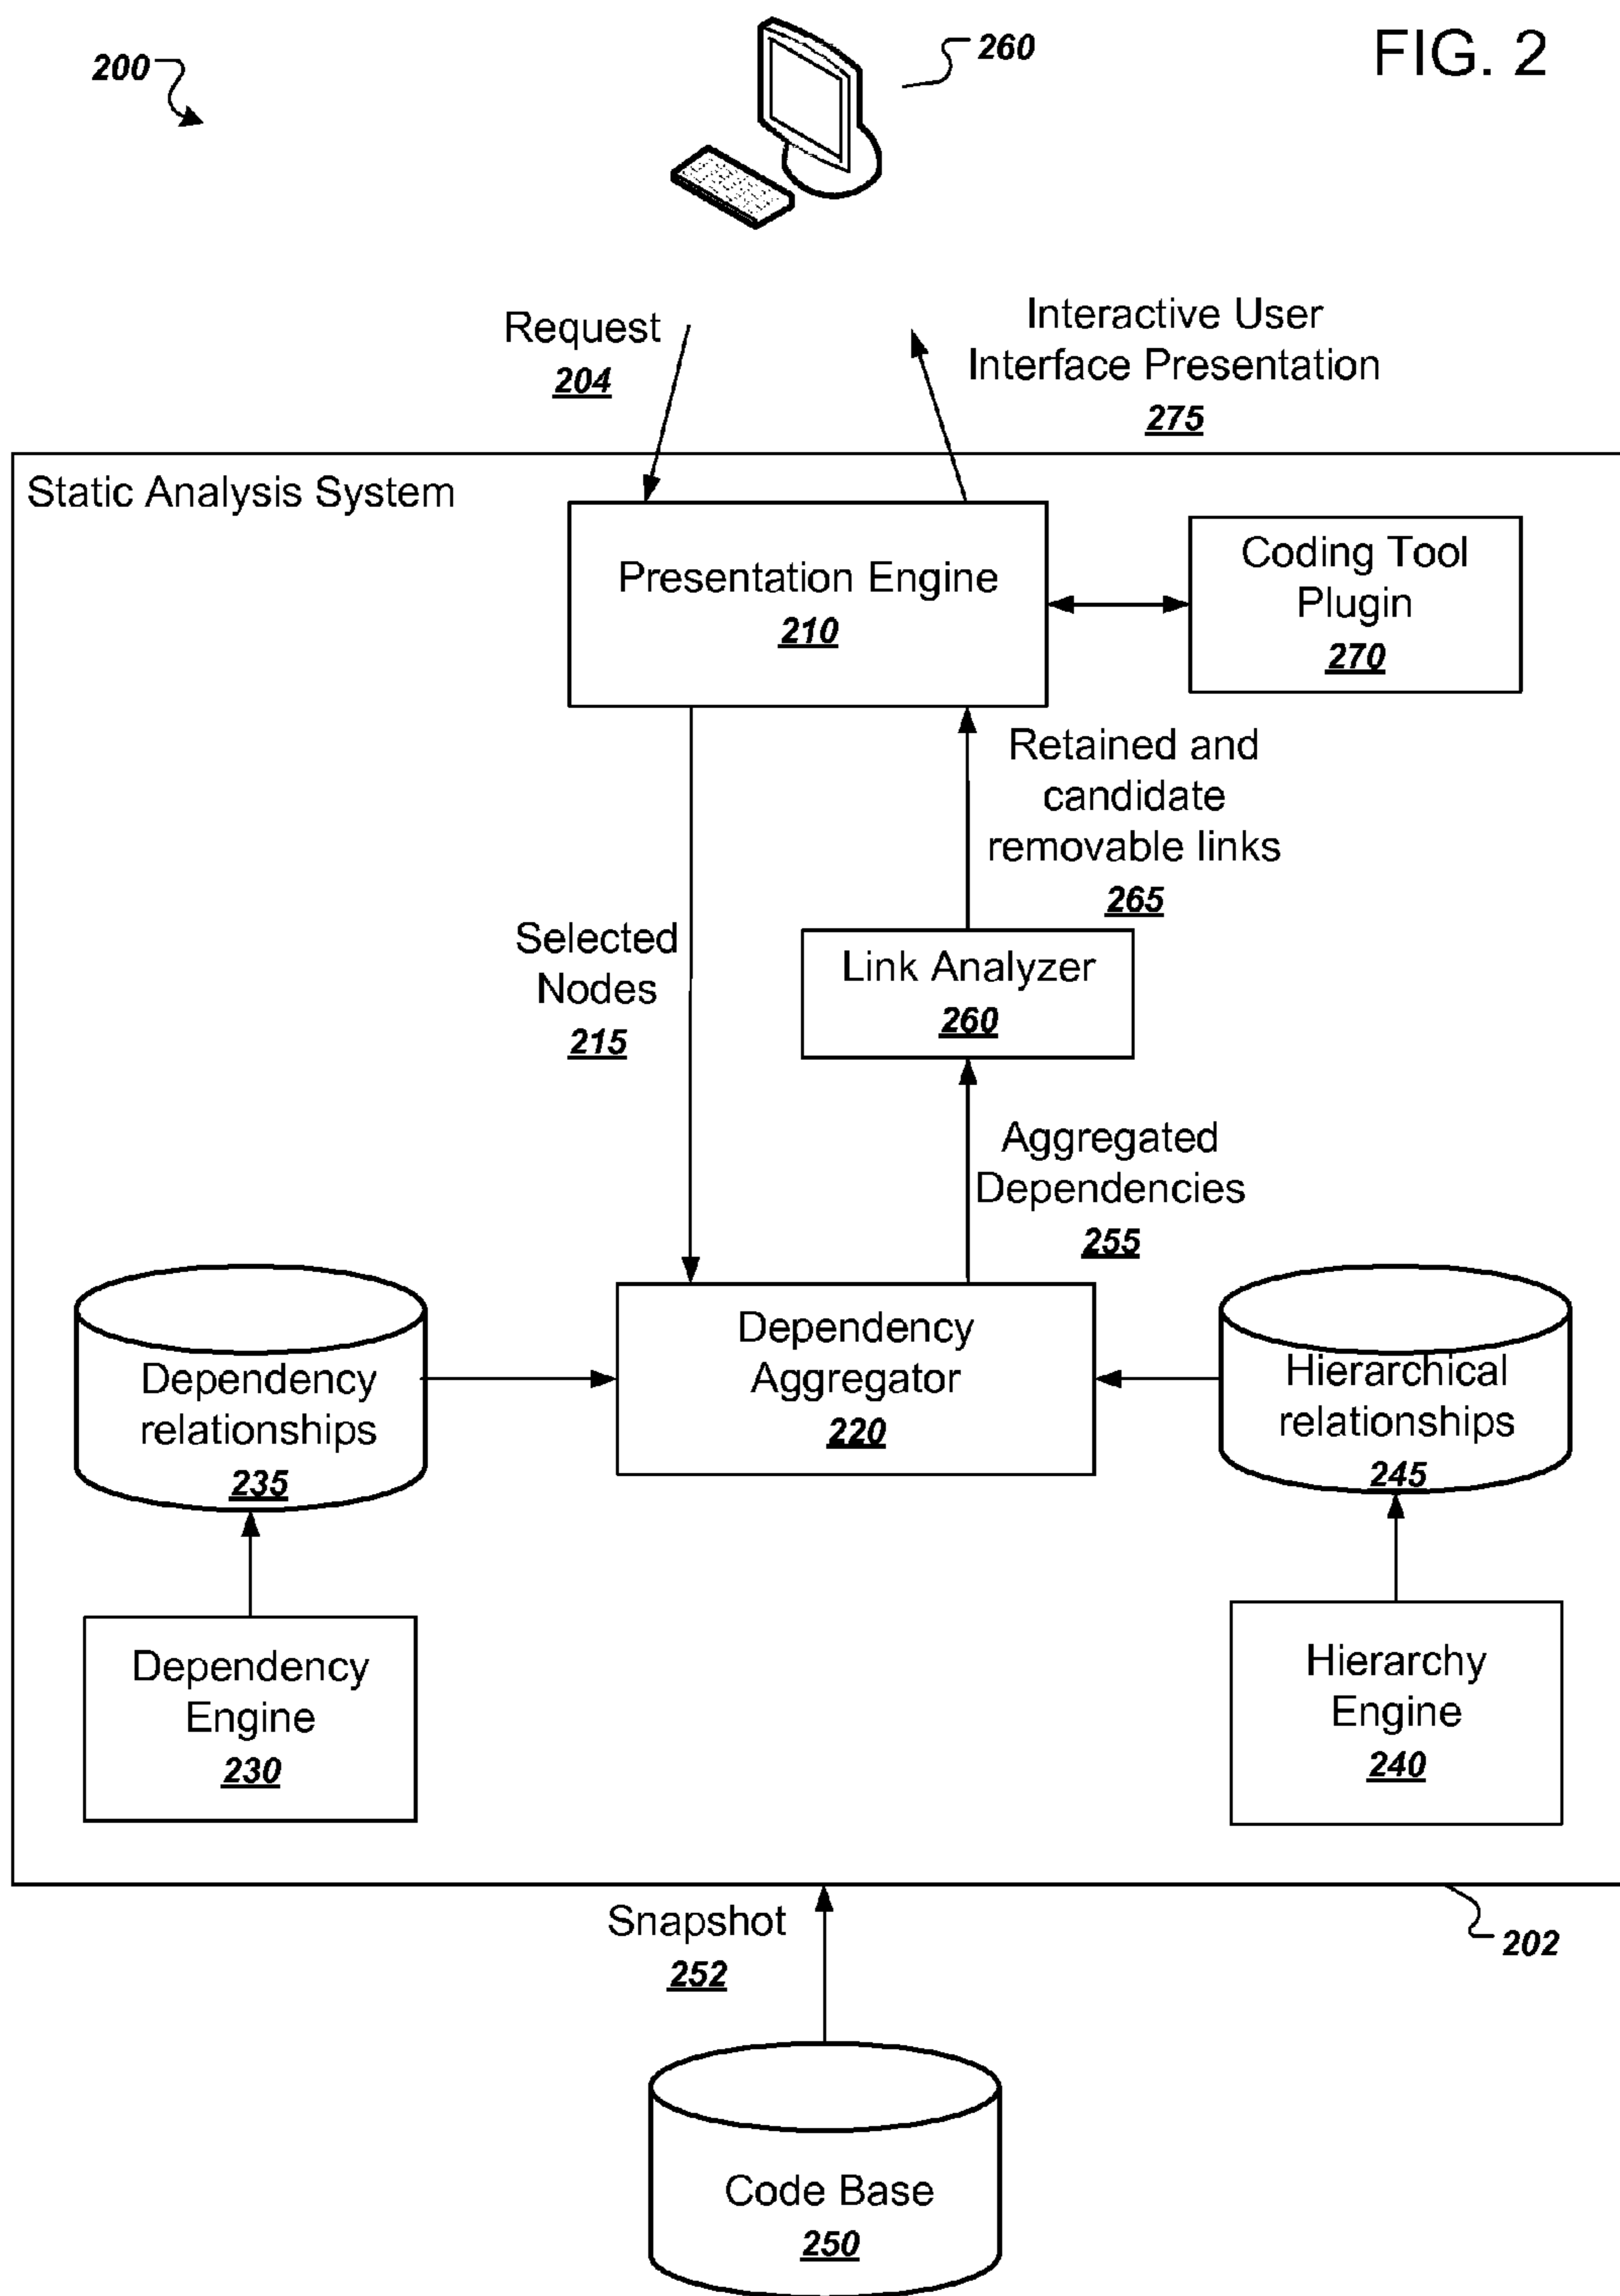 FIG. 2
200
260
Request
204
Interactive User
Interface Presentation
275
Static Analysis System
Presentation Engine
210
Coding Tool
Plugin
270
Retained and
candidate
removable links
265
Selected
Nodes
215
Link Analyzer
260
Aggregated
Dependencies
255
Dependency
relationships
235
Dependency
Aggregator
220
Hierarchical
relationships
245
Dependency
Engine
230
Hierarchy
Engine
240
Snapshot
252
202
Code Base
250